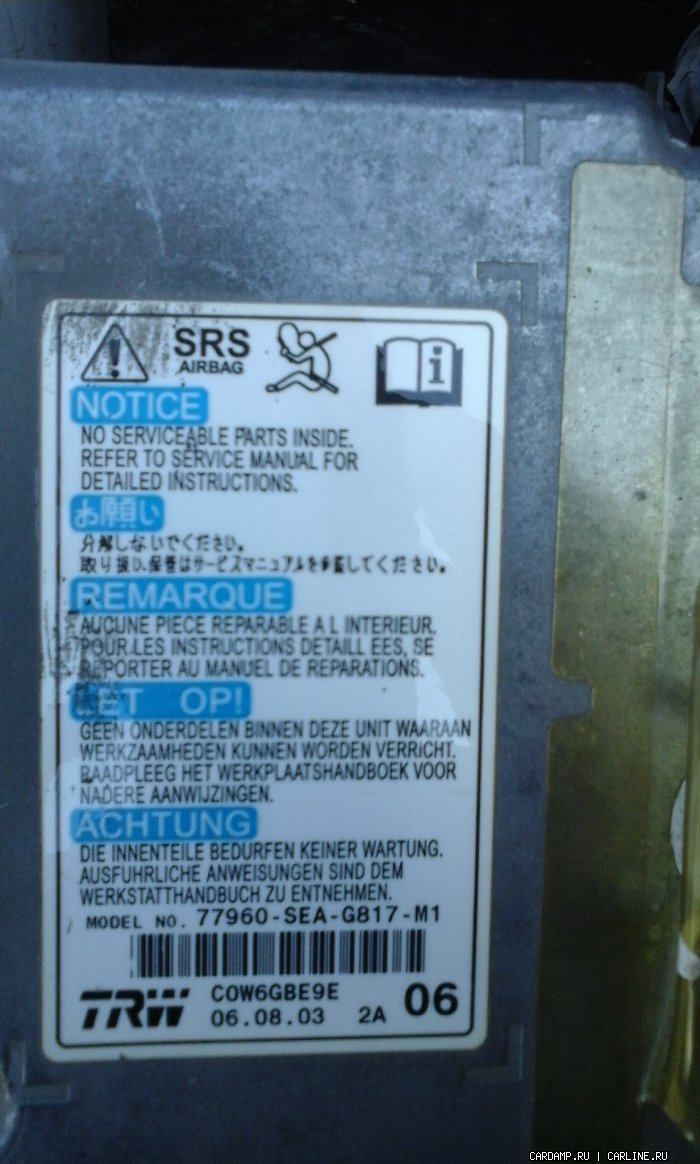 SRS
AIRBAG
NOTICE
NO SERVICEABLE PARTS INSIDE.
REFER TO SERVICE MANUAL FOR
DETAILED INSTRUCTIONS.
お願い
分解しないでください。
取り扱い、保管はサービスマニュアルを参照してください。
REMARQUE
AUCUNE PIECE REPARABLE A L INTERIEUR.
POUR LES INSTRUCTIONS DETAILL EES, SE
REPORTER AU MANUEL DE REPARATIONS.
LET OP!
GEEN ONDERDELEN BINNEN DEZE UNIT WAARAAN
WERKZAAMHEDEN KUNNEN WORDEN VERRICHT.
RAADPLEEG HET WERKPLAATSHANDBOEK VOOR
NADERE AANWIJZINGEN.
ACHTUNG
DIE INNENTEILE BEDURFEN KEINER WARTUNG.
AUSFUHRLICHE ANWEISUNGEN SIND DEM
WERKSTATTHANDBUCH ZU ENTNEHMEN.
MODEL NO. 77960-SEA-G817-M1
TRW C0W6GBE9E
06.08.03 2A 06
CARDAMP.RU | CARLINE.RU